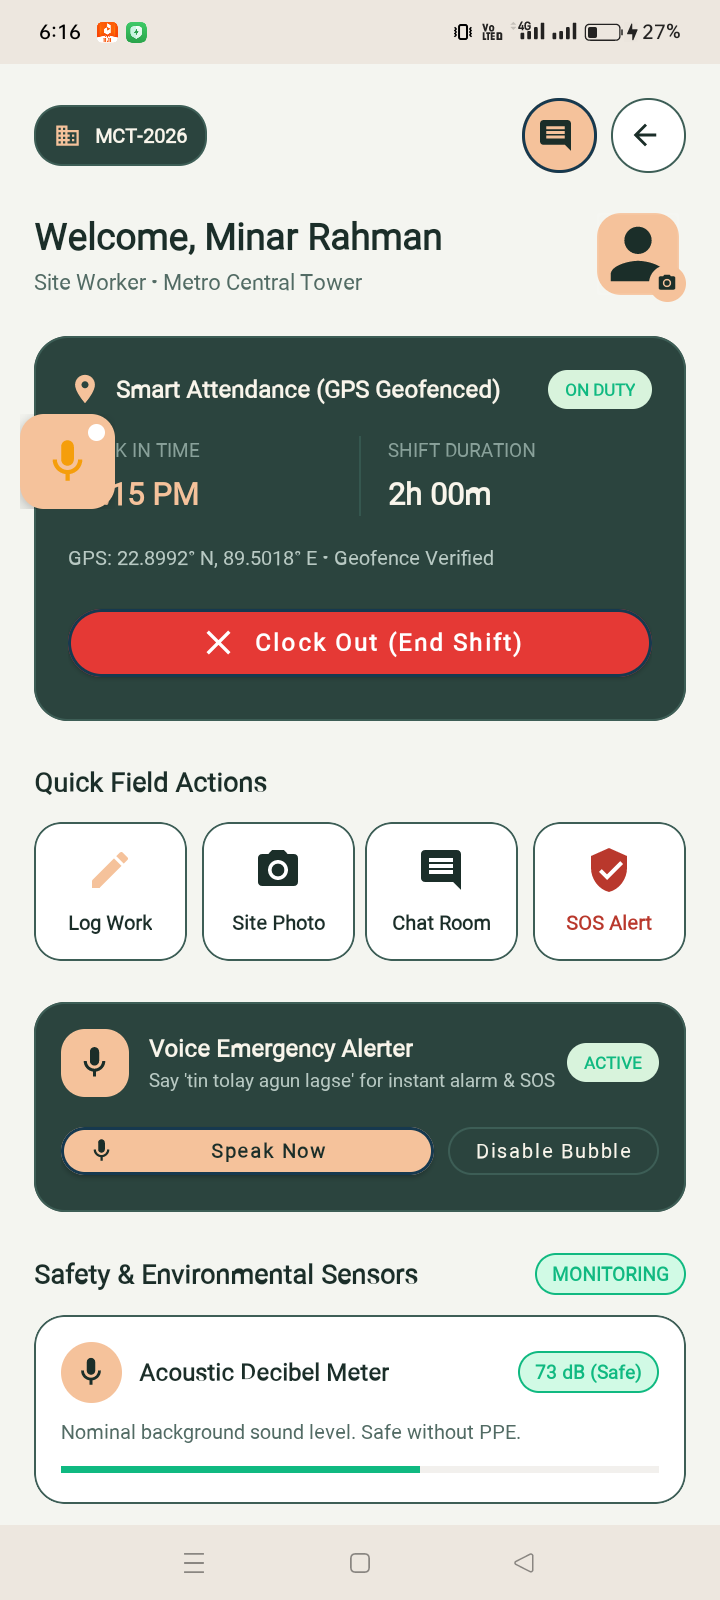 6:16
Vo LTED 4G 27%
MCT-2026
Welcome, Minar Rahman
Site Worker • Metro Central Tower
Smart Attendance (GPS Geofenced)
ON DUTY
K IN TIME
SHIFT DURATION
15 PM
2h 00m
GPS: 22.8992° N, 89.5018° E • Geofence Verified
Clock Out (End Shift)
Quick Field Actions
Log Work
Site Photo
Chat Room
SOS Alert
Voice Emergency Alerter
Say 'tin tolay agun lagse' for instant alarm & SOS
ACTIVE
Speak Now
Disable Bubble
Safety & Environmental Sensors
MONITORING
Acoustic Decibel Meter
73 dB (Safe)
Nominal background sound level. Safe without PPE.